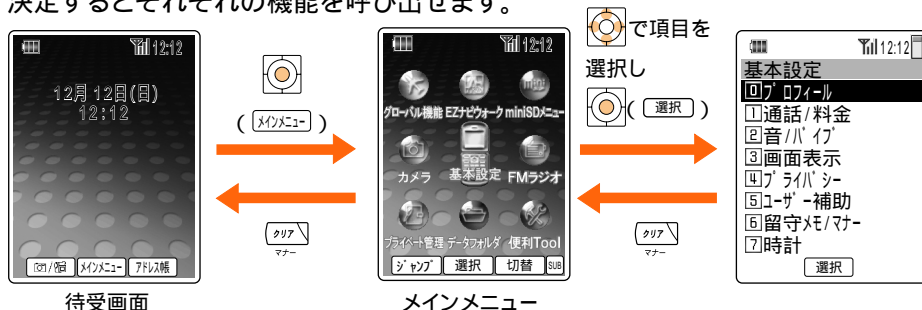 決定するとそれぞれの機能を呼び出せます。
12:12
12月 12日(日)
12:12
メインメニュー
アドレス帳
待受画面
(メインメニュー)
クリア
マナー
12:12
グローバル機能 EZナビウォーク miniSDメニュー
カメラ 基本設定 FMラジオ
プライベート管理 データフォルダ 便利Tool
ジャンプ 選択 切替 SUB
メインメニュー
で項目を
選択し
(選択)
クリア
マナー
12:12
基本設定
0プロフィール
1通話/料金
2音/バイブ
3画面表示
4プライバシー
5ユーザー補助
6留守メモ/マナー
7時計
選択